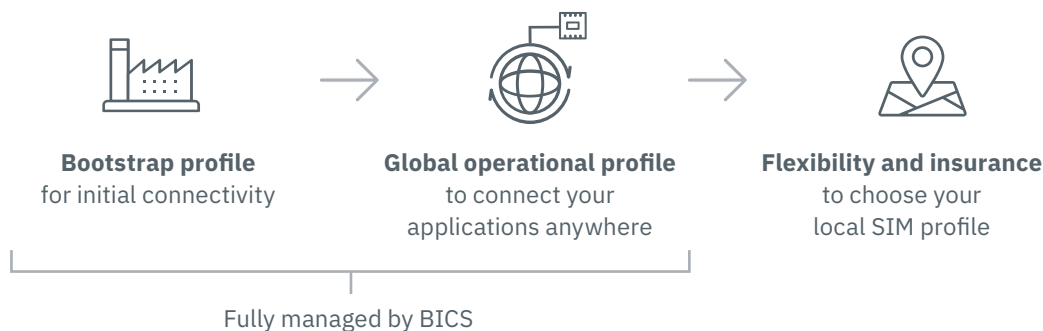 Bootstrap profile
for initial connectivity
Global operational profile
to connect your
applications anywhere
Flexibility and insurance
to choose your
local SIM profile
Fully managed by BICS